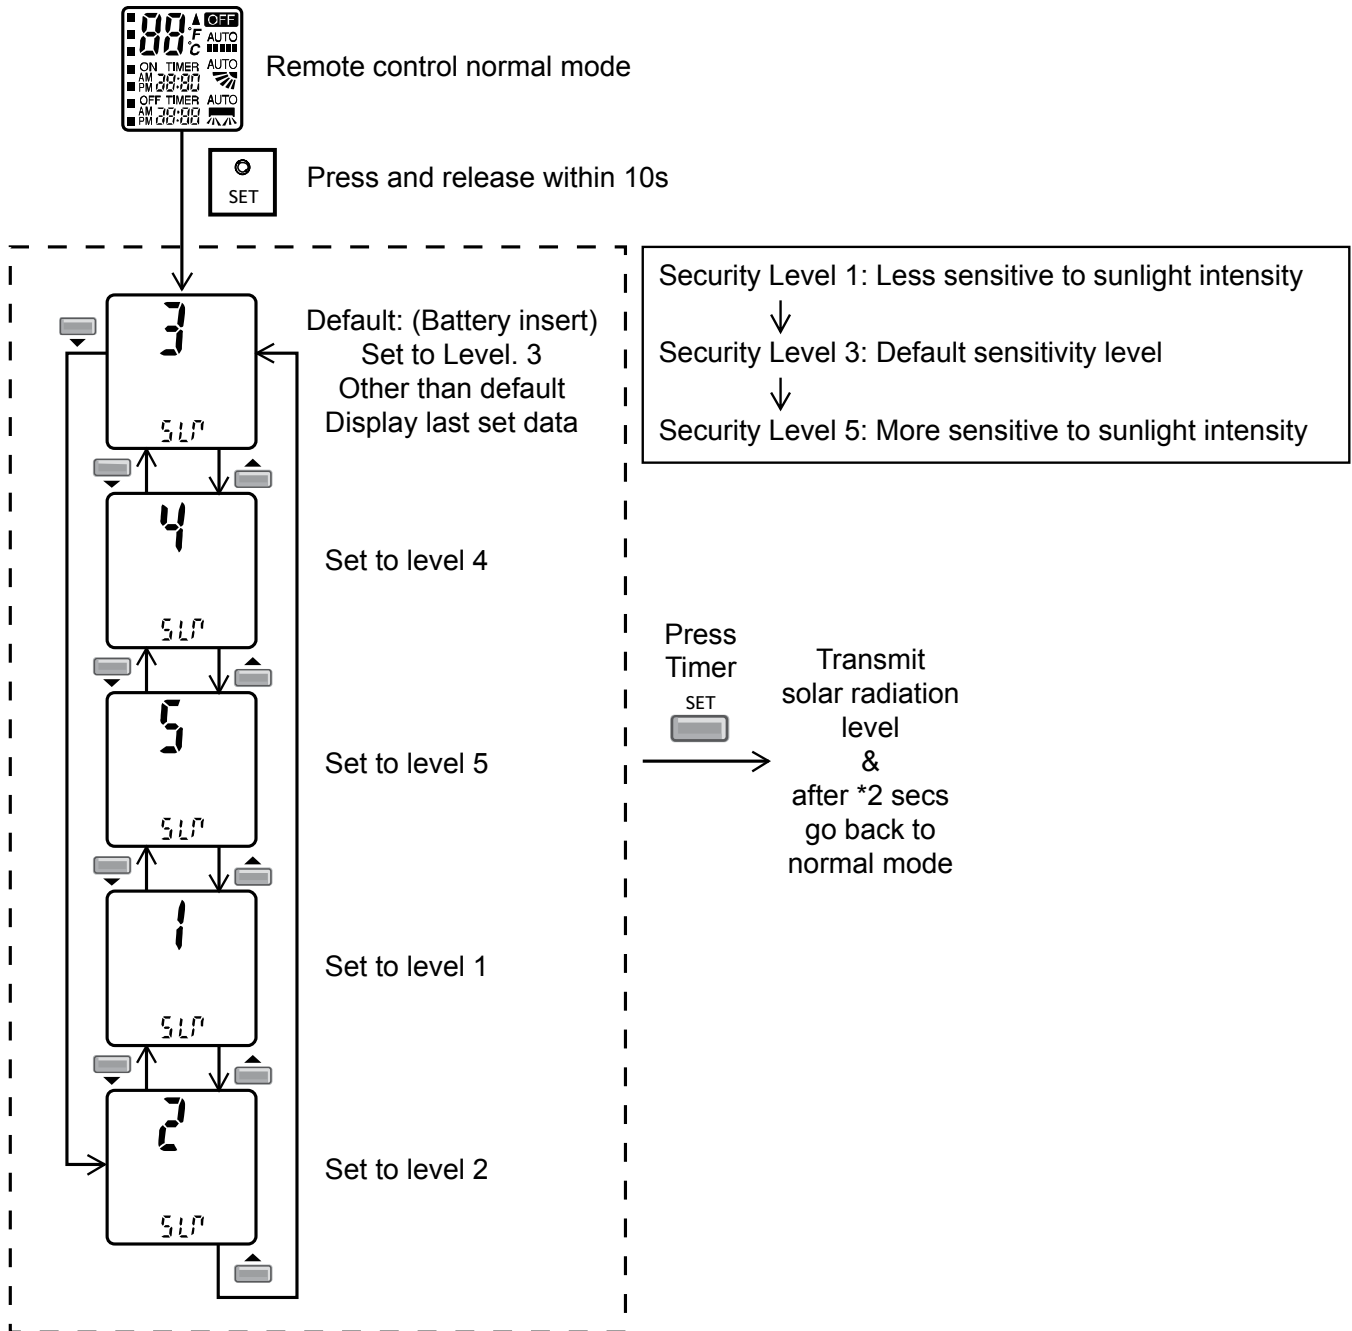 88 °F °C OFF
AUTO
ON TIMER AUTO
AM PM 88:88
OFF TIMER AUTO
AM PM 88:88
Remote control normal mode
SET
Press and release within 10s
3
SLM
Default: (Battery insert)
Set to Level. 3
Other than default
Display last set data
Security Level 1: Less sensitive to sunlight intensity
Security Level 3: Default sensitivity level
Security Level 5: More sensitive to sunlight intensity
4
SLM
Set to level 4
5
SLM
Set to level 5
Press
Timer
SET
Transmit
solar radiation
level
&
after *2 secs
go back to
normal mode
1
SLM
Set to level 1
2
SLM
Set to level 2